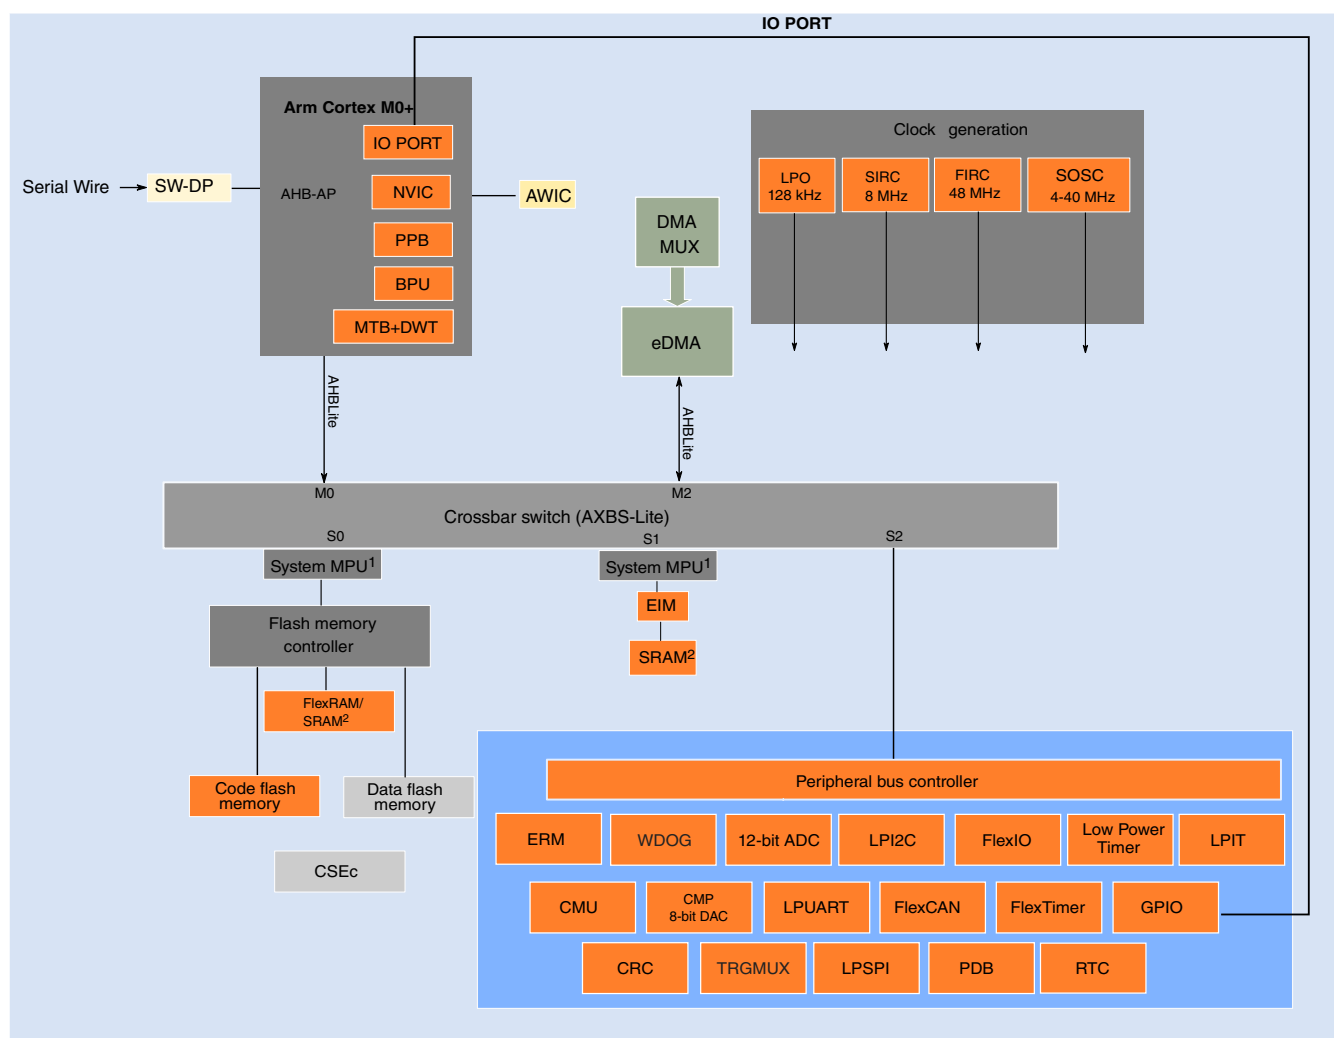 IO PORT
Arm Cortex M0+
IO PORT
Serial Wire
SW-DP
AHB-AP
NVIC
AWIC
PPB
BPU
MTB+DWT
DMA
MUX
eDMA
Clock generation
LPO
128 kHz
SIRC
8 MHz
FIRC
48 MHz
SOSC
4-40 MHz
AHBLite
AHBLite
M0
M2
Crossbar switch (AXBS-Lite)
S0
S1
S2
System MPU1
System MPU1
Flash memory
controller
EIM
SRAM2
FlexRAM/
SRAM2
Code flash
memory
Data flash
memory
CSEc
Peripheral bus controller
ERM
WDOG
12-bit ADC
LPI2C
FlexIO
Low Power
Timer
LPIT
CMU
CMP
8-bit DAC
LPUART
FlexCAN
FlexTimer
GPIO
CRC
TRGMUX
LPSPI
PDB
RTC